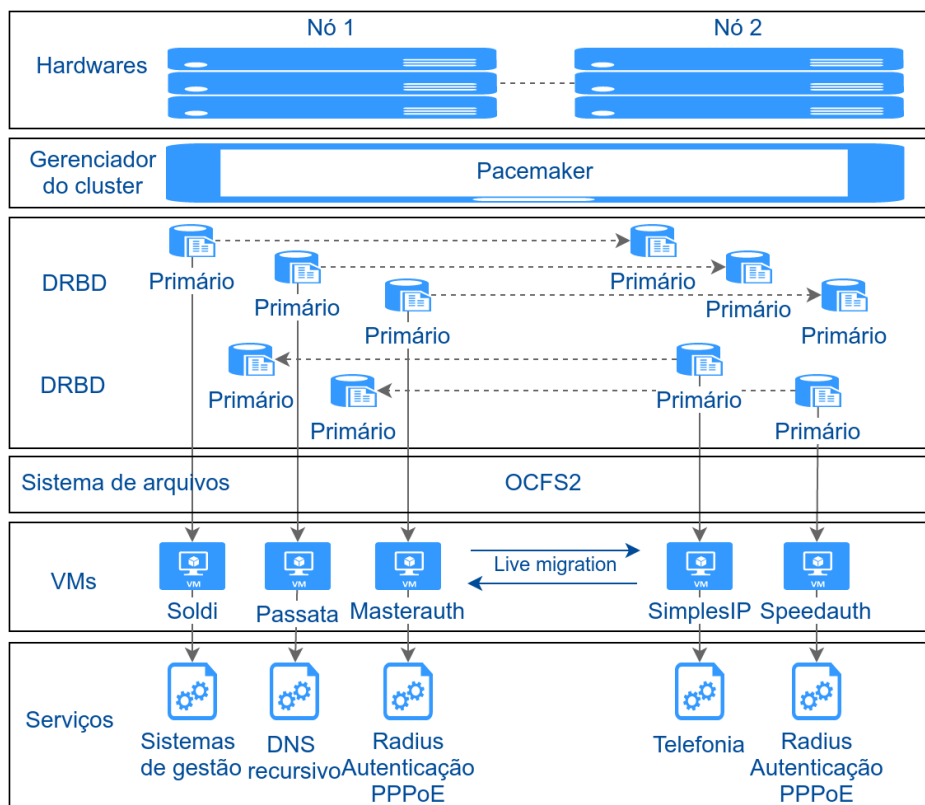 Nó 1
Nó 2
Hardwares
Gerenciador
do cluster
Pacemaker
DRBD
Primário
Primário
Primário
Primário
Primário
Primário
DRBD
Primário
Primário
Primário
Primário
Sistema de arquivos
OCFS2
VMs
VM
VM
VM
Live migration
VM
VM
Soldi
Passata
Masterauth
SimplesIP
Speedauth
Serviços
Sistemas
de gestão
DNS
recursivo
Radius
Autenticação
PPPoE
Telefonia
Radius
Autenticação
PPPoE